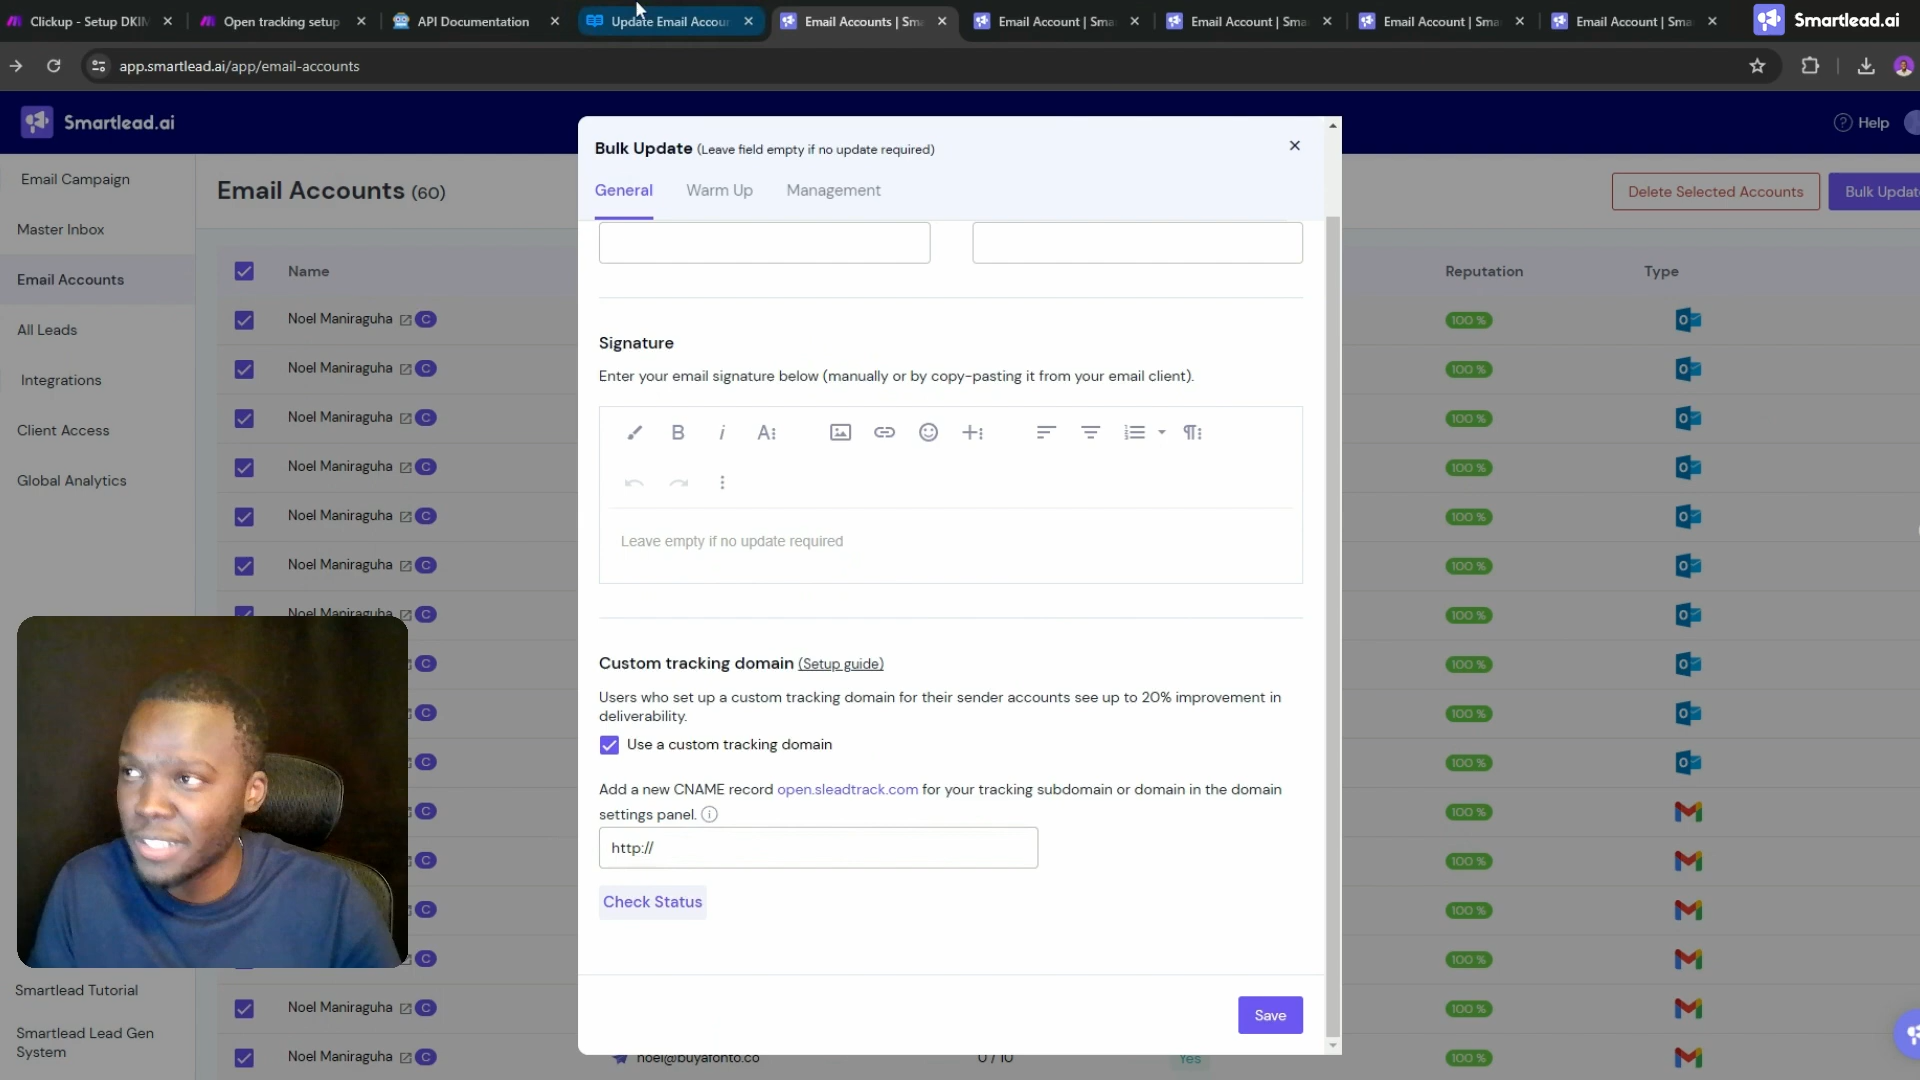 Clickup - Setup DKIM
Open tracking setup
API Documentation
Update Email Accoun
Email Accounts | Sma
Email Account | Sma
Email Account | Sma
Email Account | Sma
Email Account | Sma
Smartlead.ai
app.smartlead.ai/app/email-accounts
Smartlead.ai
Help
Email Campaign
Master Inbox
Email Accounts
All Leads
Integrations
Client Access
Global Analytics
Smartlead Tutorial
Smartlead Lead Gen
System
Email Accounts (60)
Delete Selected Accounts
Bulk Updat
Name
Reputation
Type
Noel Maniraguha C
100 %
Noel Maniraguha C
100 %
Noel Maniraguha C
100 %
Noel Maniraguha C
100 %
Noel Maniraguha C
100 %
Noel Maniraguha C
100 %
Noel Maniraguha C
100 %
C
100 %
C
100 %
C
100 %
C
100 %
C
100 %
C
100 %
C
100 %
Noel Maniraguha C
100 %
Noel Maniraguha C
noel@buyafonto.co
0 / 10
Yes
100 %
Bulk Update (Leave field empty if no update required)
General
Warm Up
Management
Signature
Enter your email signature below (manually or by copy-pasting it from your email client).
Leave empty if no update required
Custom tracking domain (Setup guide)
Users who set up a custom tracking domain for their sender accounts see up to 20% improvement in
deliverability.
Use a custom tracking domain
Add a new CNAME record open.sleadtrack.com for your tracking subdomain or domain in the domain
settings panel.
http://
Check Status
Save